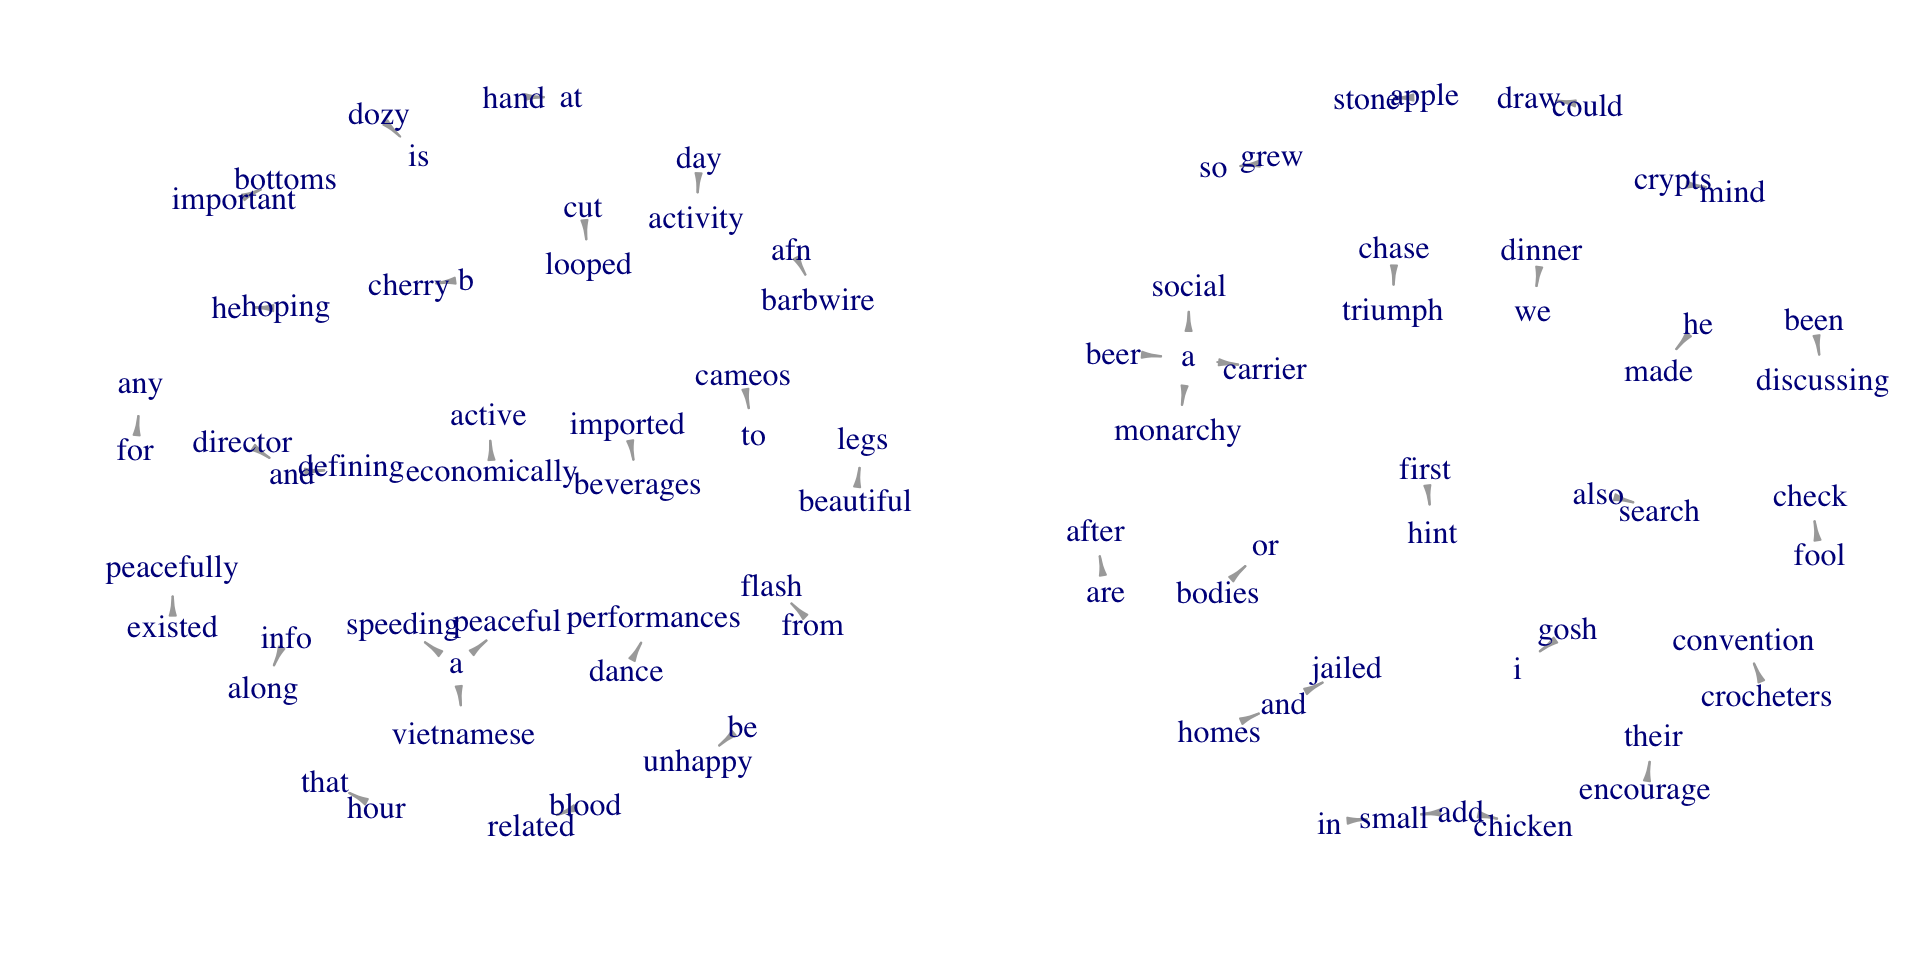 hand at
dozy
is
bottoms
important
day
activity
cut
looped
afn
barbwire
cherry b
he hoping
any
for
director
and defining
active
economically
imported
beverages
cameos
to
legs
beautiful
peacefully
existed
info
along
speeding peaceful
a
vietnamese
performances
dance
flash
from
be
unhappy
that
hour
blood
related
stone apple
draw could
so grew
crypts mind
chase
triumph
dinner
we
social
beer a carrier
monarchy
he
made
been
discussing
first
hint
also
search
check
fool
after
are
or
bodies
gosh
i
convention
crocheters
jailed
and
homes
their
encourage
in small add chicken